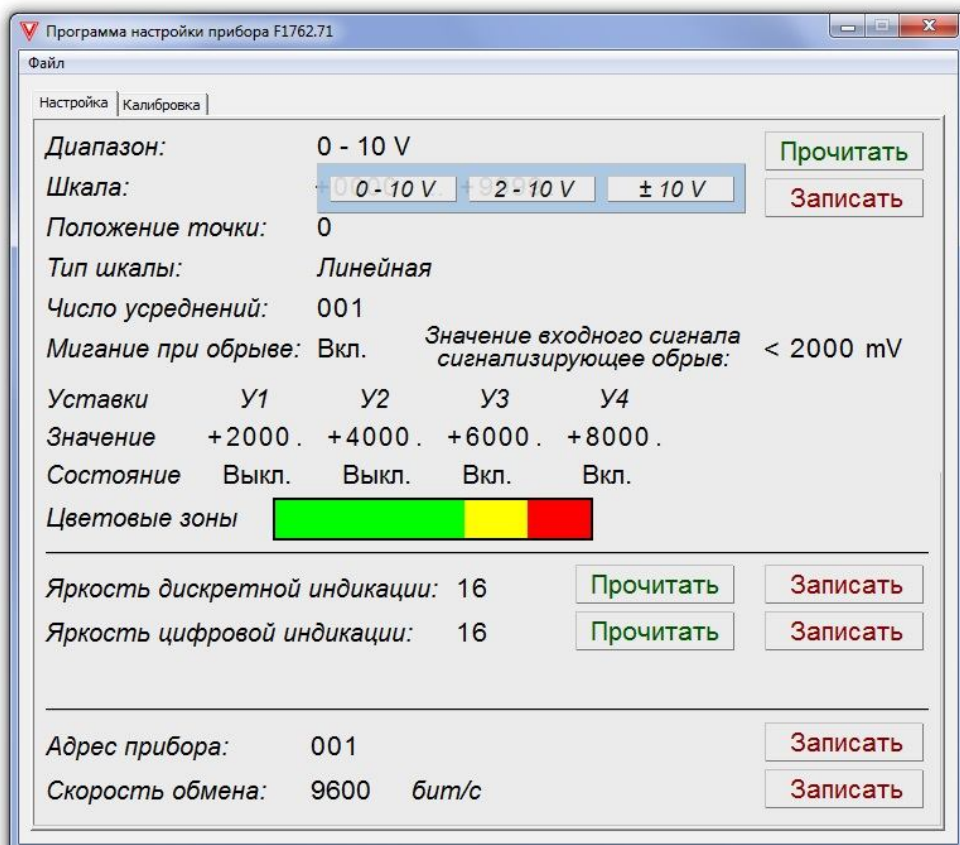 Программа настройки прибора F1762.71
Файл
Настройка Калибровка
Диапазон: 0 - 10 V Прочитать
Шкала: 0 - 10 V 2 - 10 V ± 10 V Записать
Положение точки: 0
Тип шкалы: Линейная
Число усреднений: 001
Мигание при обрыве: Вкл. Значение входного сигнала сигнализирующее обрыв: < 2000 mV
Уставки У1 У2 У3 У4
Значение +2000. +4000. +6000. +8000.
Состояние Выкл. Выкл. Вкл. Вкл.
Цветовые зоны
Яркость дискретной индикации: 16 Прочитать Записать
Яркость цифровой индикации: 16 Прочитать Записать
Адрес прибора: 001 Записать
Скорость обмена: 9600 бит/с Записать